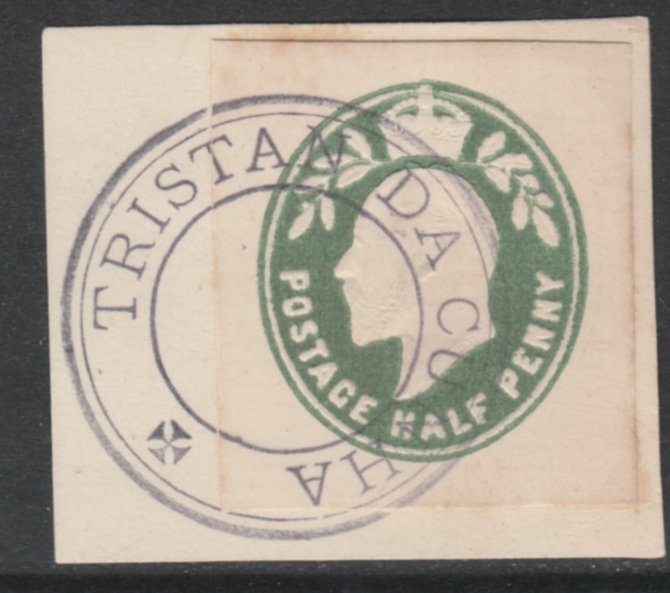 TRISTAN DA CUNHA
POSTAGE HALF PENNY